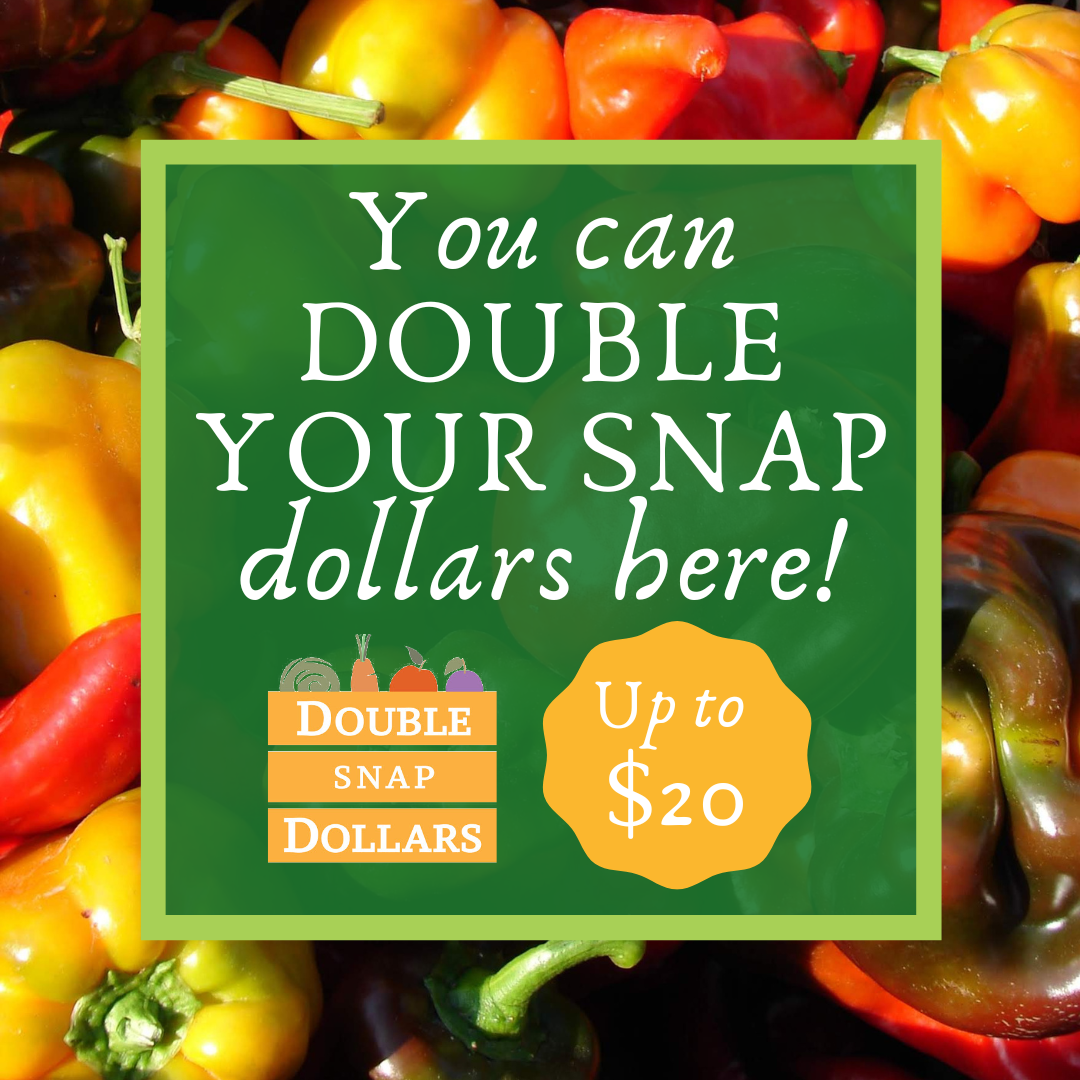 You can
DOUBLE
YOUR SNAP
dollars here!
DOUBLE
SNAP
DOLLARS
Up to
$20